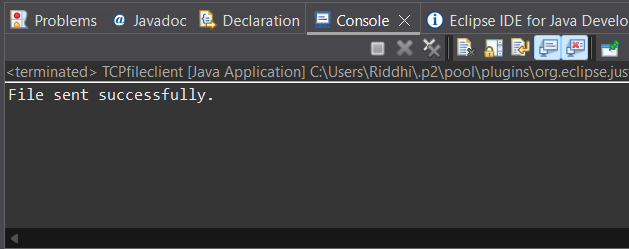 Problems @ Javadoc Declaration Console Eclipse IDE for Java Develo
<terminated> TCPfileclient [Java Application] C:\Users\Riddhi\.p2\pool\plugins\org.eclipse.jus
File sent successfully.